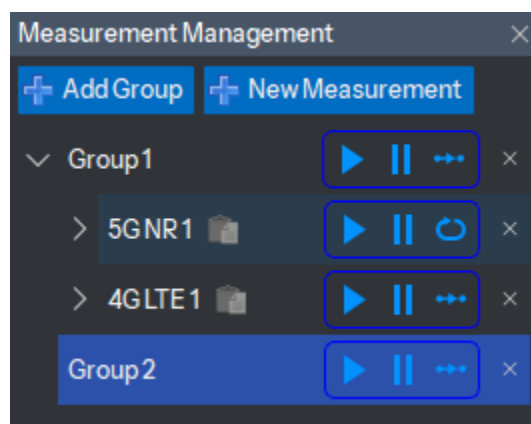 Measurement Management
Add Group New Measurement
Group1
5GNR1
4GLTE1
Group2